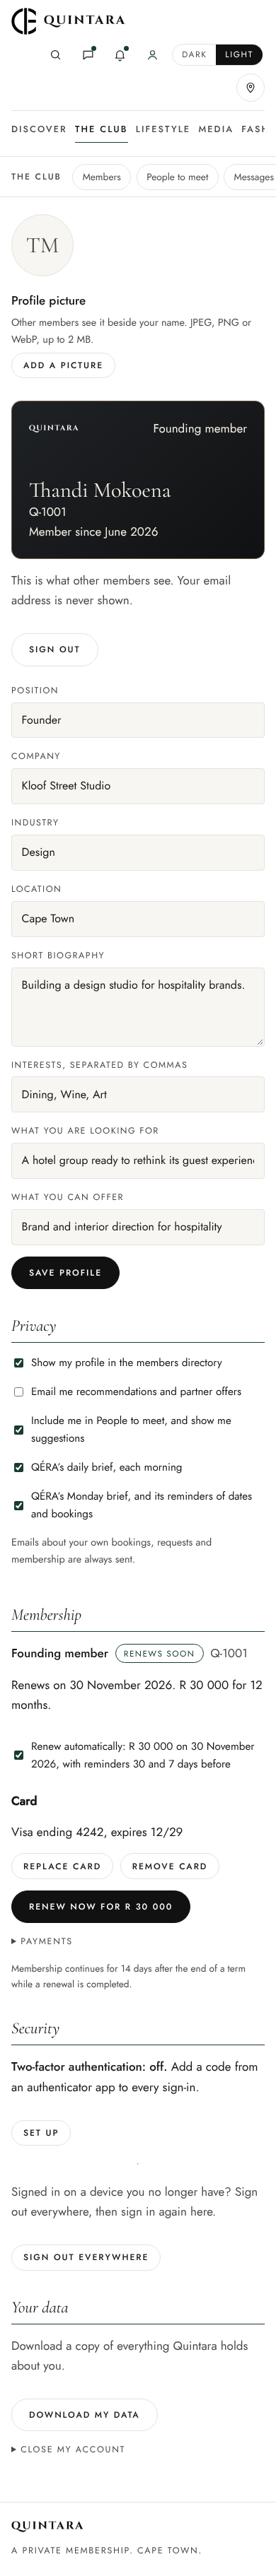 QUINTARA
DARK LIGHT
DISCOVER THE CLUB LIFESTYLE MEDIA FASH
THE CLUB Members People to meet Messages
TM
Profile picture
Other members see it beside your name. JPEG, PNG or
WebP, up to 2 MB.
ADD A PICTURE
QUINTARA Founding member
Thandi Mokoena
Q-1001
Member since June 2026
This is what other members see. Your email
address is never shown.
SIGN OUT
POSITION
Founder
COMPANY
Kloof Street Studio
INDUSTRY
Design
LOCATION
Cape Town
SHORT BIOGRAPHY
Building a design studio for hospitality brands.
INTERESTS, SEPARATED BY COMMAS
Dining, Wine, Art
WHAT YOU ARE LOOKING FOR
A hotel group ready to rethink its guest experien
WHAT YOU CAN OFFER
Brand and interior direction for hospitality
SAVE PROFILE
Privacy
Show my profile in the members directory
Email me recommendations and partner offers
Include me in People to meet, and show me
suggestions
QÉRA's daily brief, each morning
QÉRA's Monday brief, and its reminders of dates
and bookings
Emails about your own bookings, requests and
membership are always sent.
Membership
Founding member RENEWS SOON Q-1001
Renews on 30 November 2026. R 30 000 for 12
months.
Renew automatically: R 30 000 on 30 November
2026, with reminders 30 and 7 days before
Card
Visa ending 4242, expires 12/29
REPLACE CARD REMOVE CARD
RENEW NOW FOR R 30 000
PAYMENTS
Membership continues for 14 days after the end of a term
while a renewal is completed.
Security
Two-factor authentication: off. Add a code from
an authenticator app to every sign-in.
SET UP
Signed in on a device you no longer have? Sign
out everywhere, then sign in again here.
SIGN OUT EVERYWHERE
Your data
Download a copy of everything Quintara holds
about you.
DOWNLOAD MY DATA
CLOSE MY ACCOUNT
QUINTARA
A PRIVATE MEMBERSHIP. CAPE TOWN.